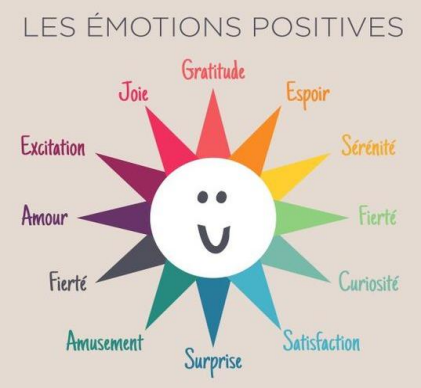 LES ÉMOTIONS POSITIVES
Gratitude
Joie
Espoir
Excitation
Sérénité
Amour
Fierté
Fierté
Curiosité
Amusement
Satisfaction
Surprise